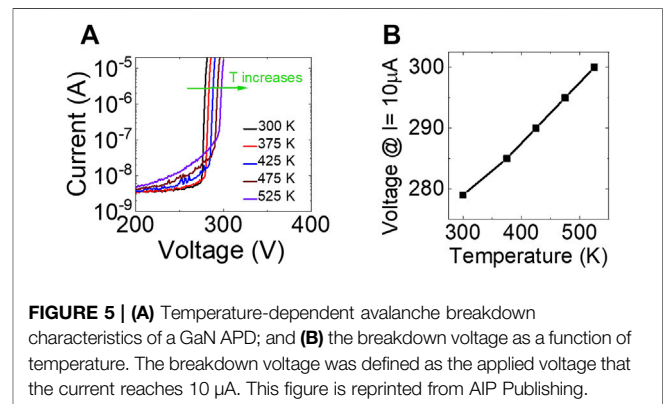 A
Current (A)
10⁻⁵
10⁻⁶
10⁻⁷
10⁻⁸
10⁻⁹
T increases
300 K
375 K
425 K
475 K
525 K
200 300 400
Voltage (V)
B
Voltage @ I= 10μA
300
290
280
300 400 500
Temperature (K)
FIGURE 5 | (A) Temperature-dependent avalanche breakdown
characteristics of a GaN APD; and (B) the breakdown voltage as a function of
temperature. The breakdown voltage was defined as the applied voltage that
the current reaches 10 μA. This figure is reprinted from AIP Publishing.